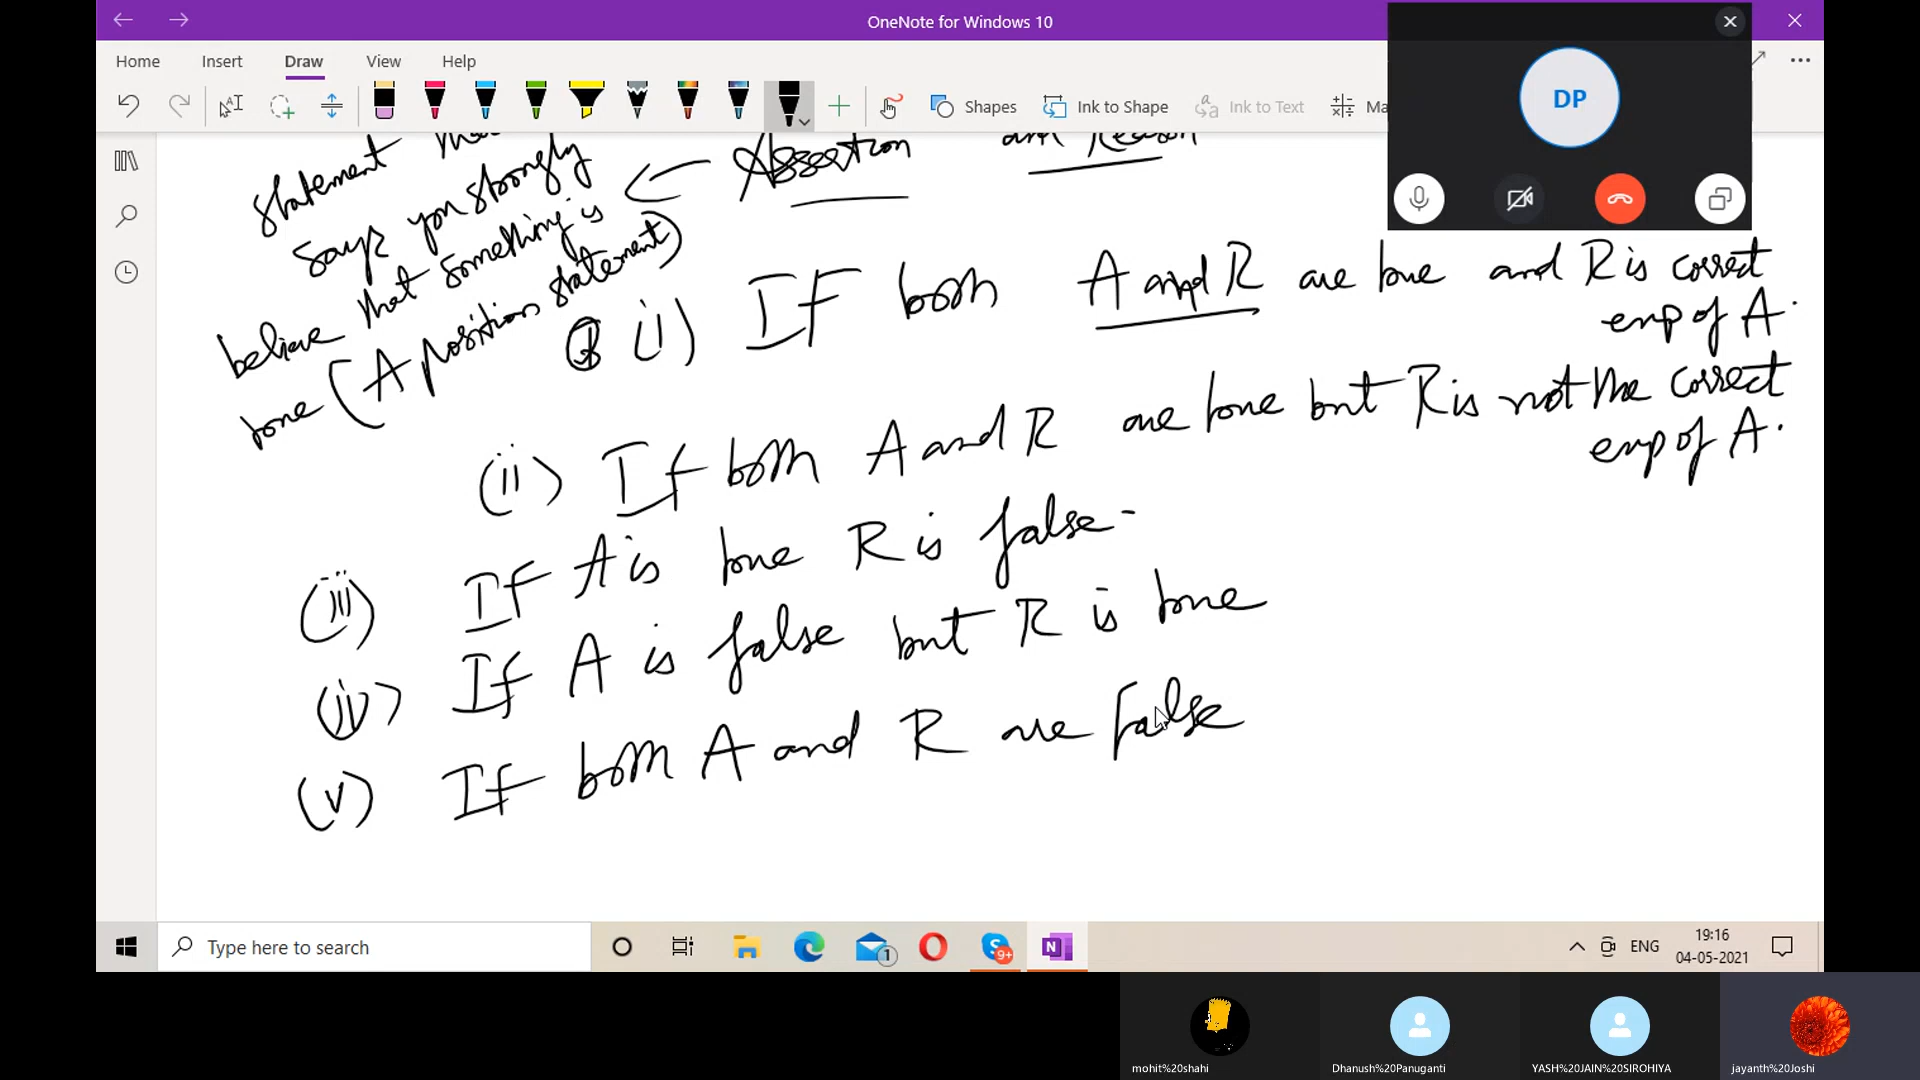 OneNote for Windows 10
Home Insert Draw View Help
Shapes Ink to Shape Ink to Text Ma
DP
Assertion and Reason
statement
says you strongly
believe that something is
true (A position statement)
(i) If both A and R are true and R is correct
exp of A.
(ii) If both A and R are true but R is not the correct
exp of A.
(iii) If A is true R is false-
(iv) If A is false but R is true
(v) If both A and R are false
Type here to search
1
9+
N
ENG
19:16
04-05-2021
mohit%20shahi
Dhanush%20Panuganti
YASH%20JAIN%20SIROHIYA
jayanth%20Joshi